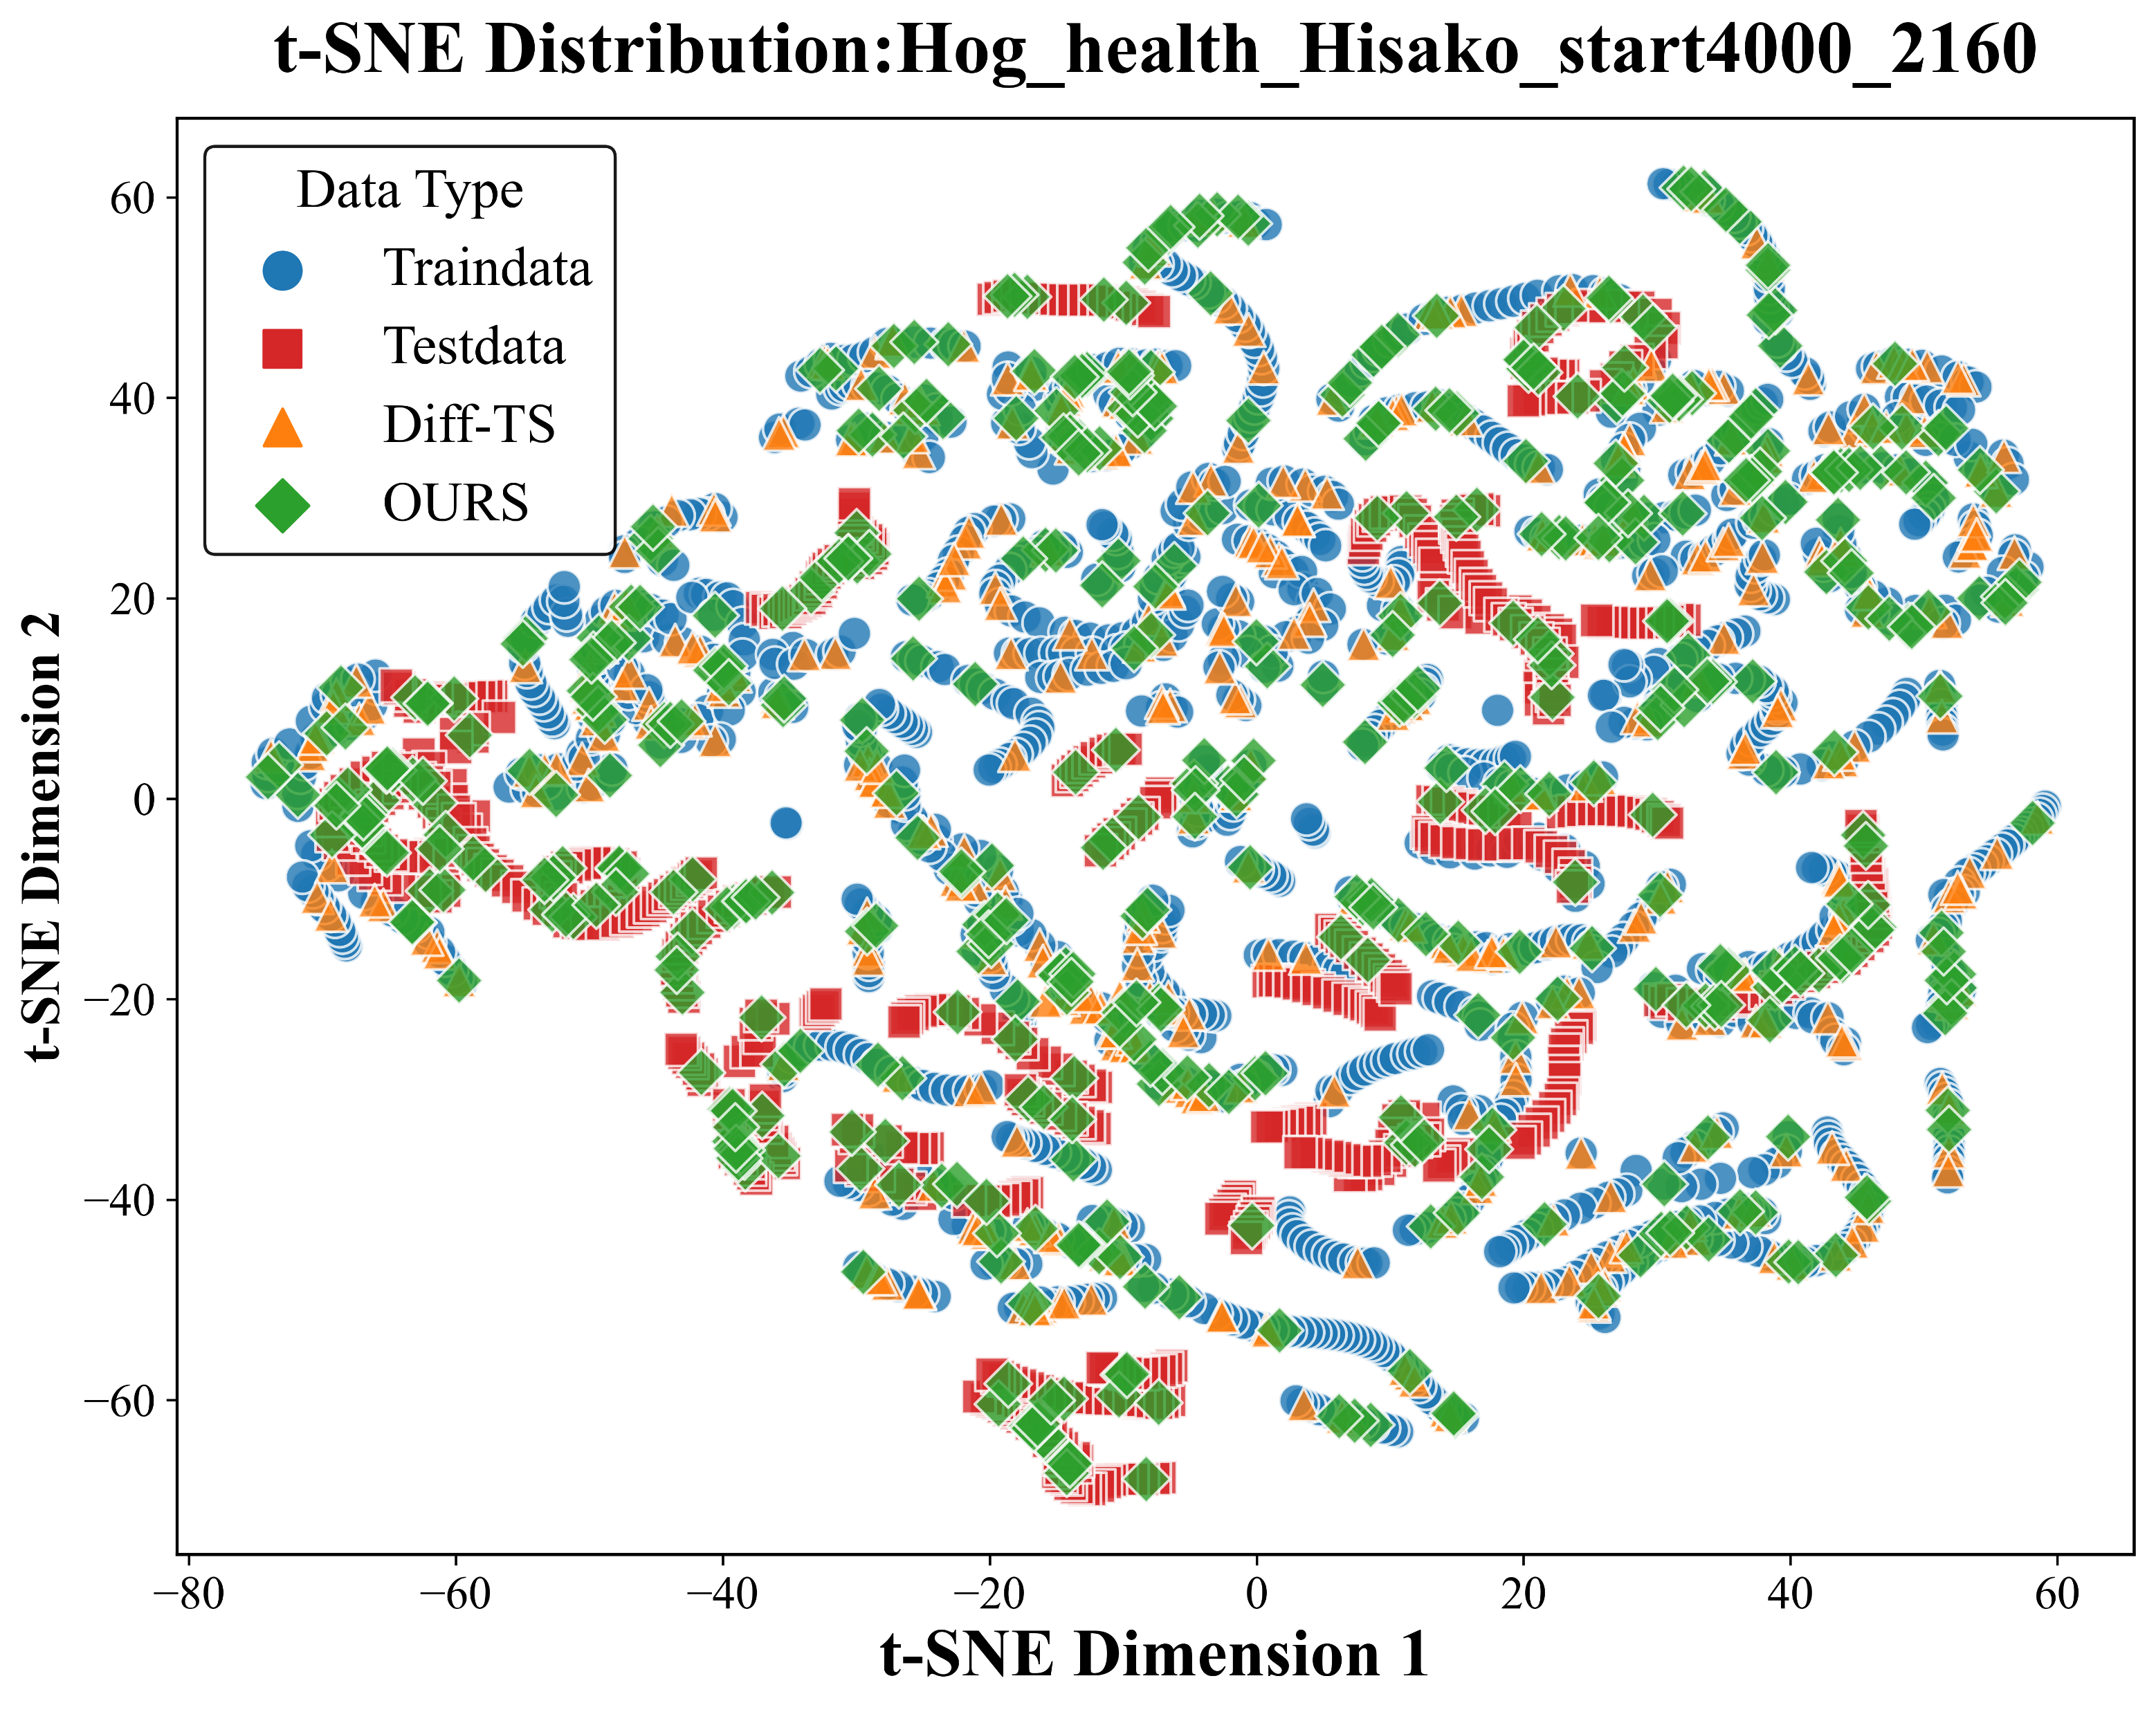 t-SNE Distribution:Hog_health_Hisako_start4000_2160
Data Type
Traindata
Testdata
Diff-TS
OURS
t-SNE Dimension 2
60
40
20
0
−20
−40
−60
−80
−60
−40
−20
0
20
40
60
t-SNE Dimension 1